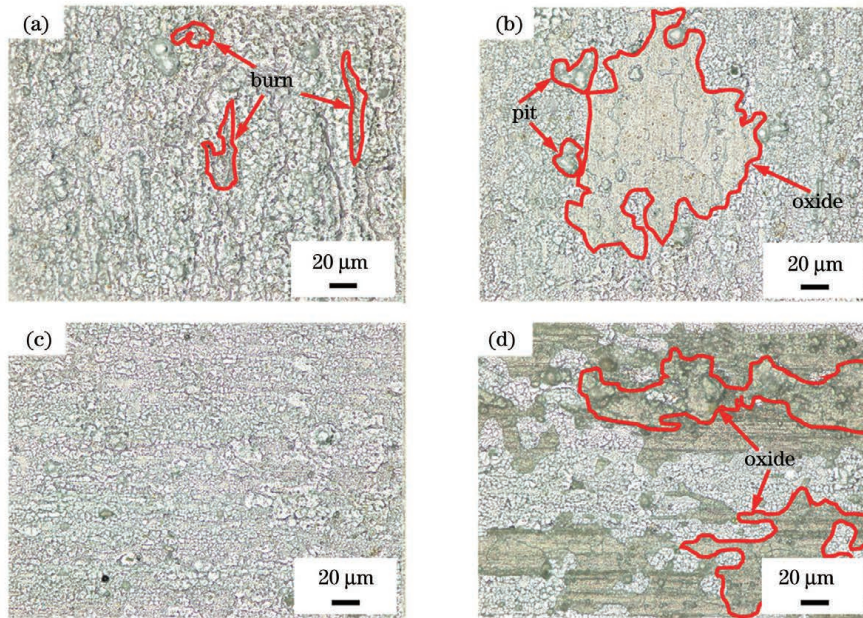 (a)
burn
20 μm
(b)
pit
oxide
20 μm
(c)
20 μm
(d)
oxide
20 μm